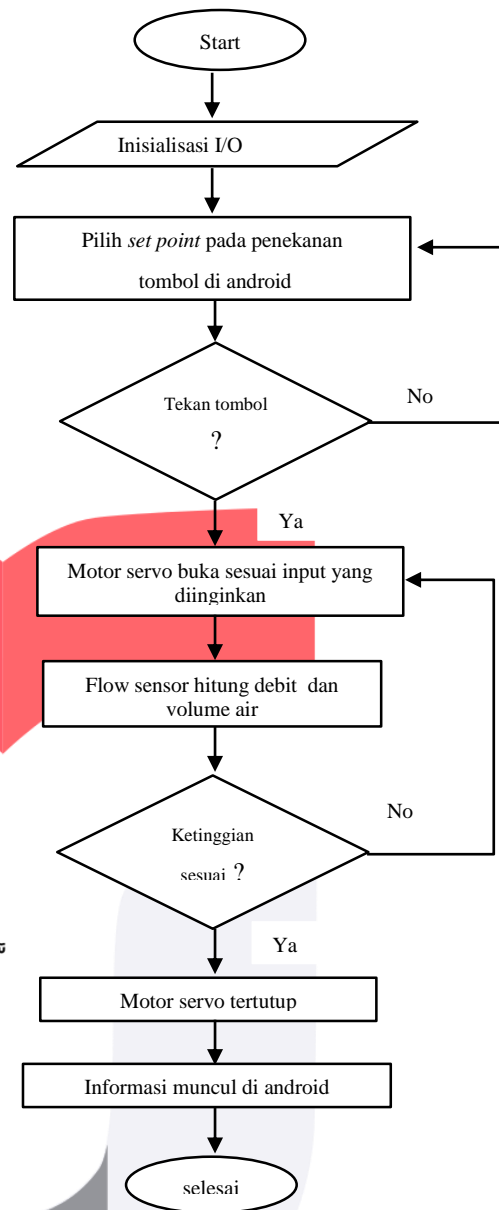 Start
Inisialisasi I/O
Pilih set point pada penekanan
tombol di android
Tekan tombol
?
No
Ya
Motor servo buka sesuai input yang
diinginkan
Flow sensor hitung debit dan
volume air
Ketinggian
sesuai ?
No
Ya
Motor servo tertutup
Informasi muncul di android
selesai